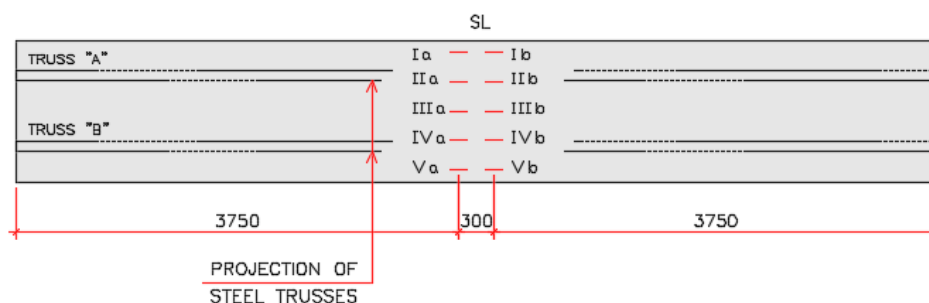 SL
TRUSS "A"
Ia Ib
IIa IIb
IIIa IIIb
TRUSS "B"
IVa IVb
Va Vb
3750 300 3750
PROJECTION OF
STEEL TRUSSES